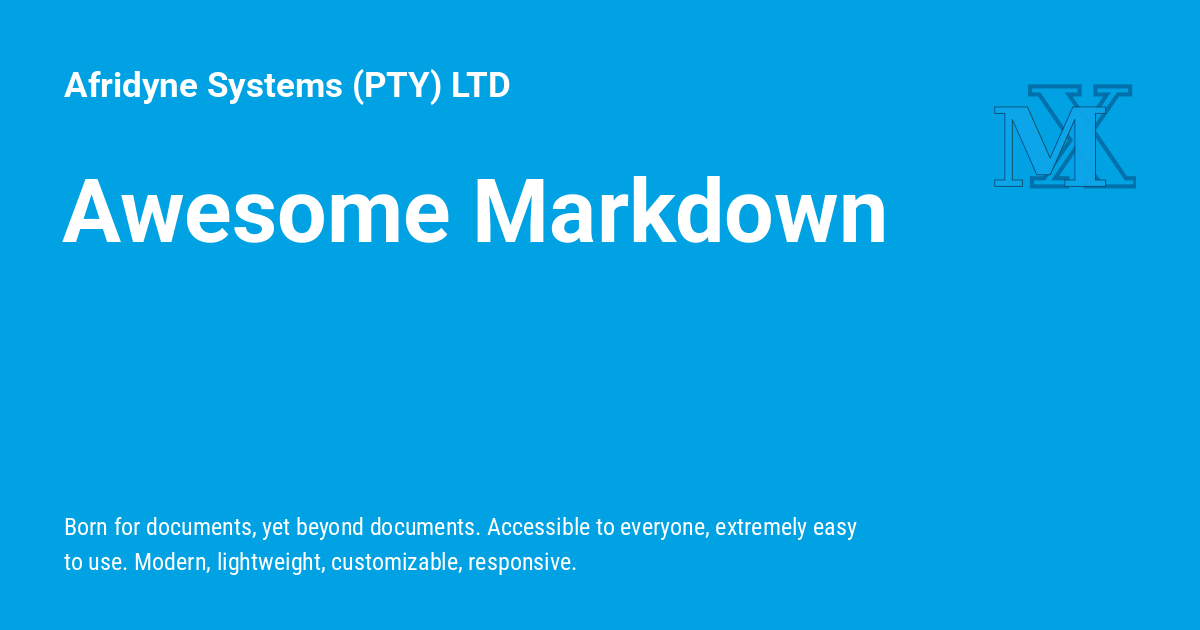 Afridyne Systems (PTY) LTD
MX
Awesome Markdown
Born for documents, yet beyond documents. Accessible to everyone, extremely easy
to use. Modern, lightweight, customizable, responsive.